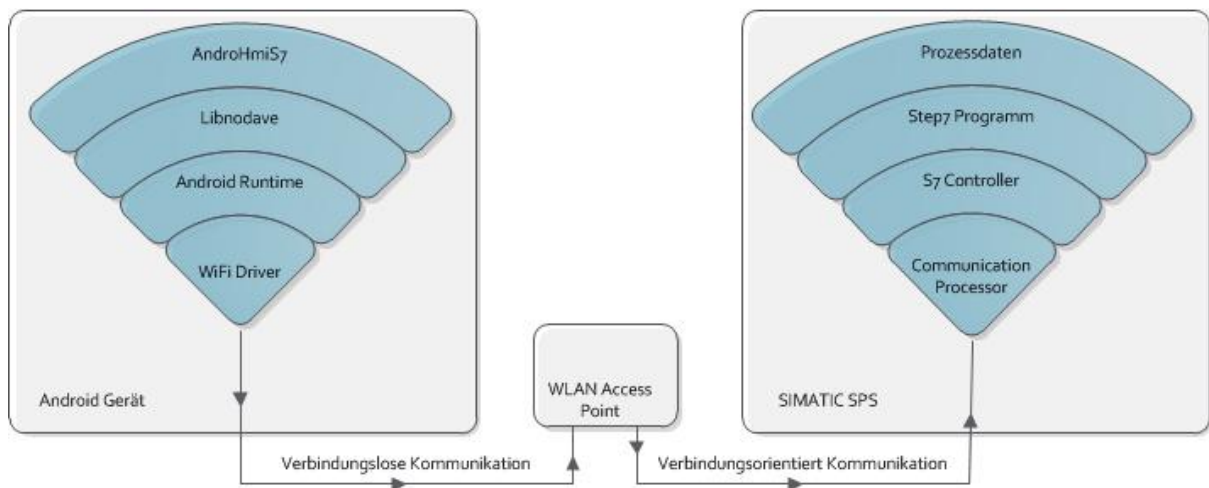 AndroHmiS7
Libnodave
Android Runtime
WiFi Driver
Android Gerät
Prozessdaten
Step7 Programm
S7 Controller
Communication
Processor
SIMATIC SPS
WLAN Access
Point
Verbindungslose Kommunikation
Verbindungsorientiert Kommunikation